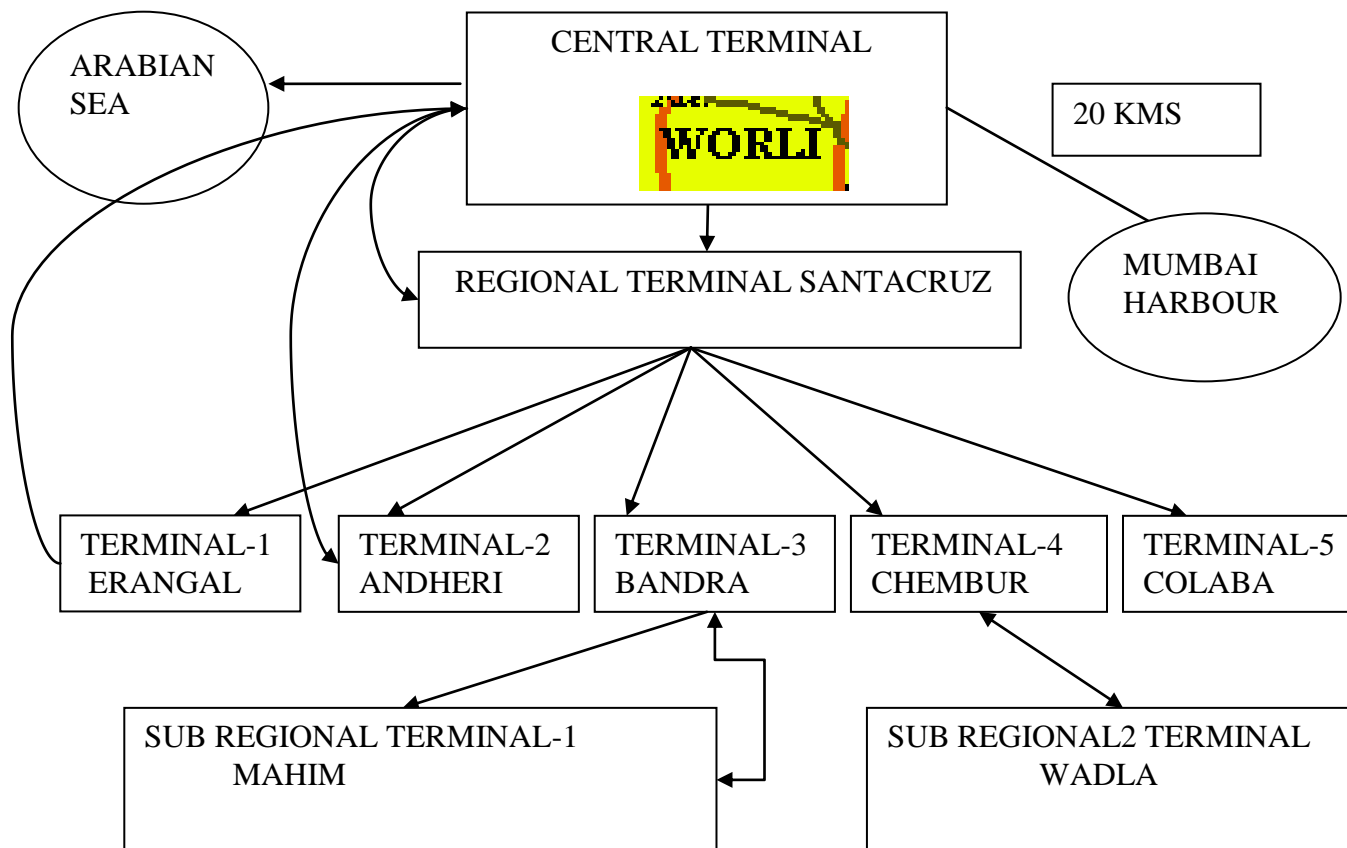 CENTRAL TERMINAL
ARABIAN
SEA
WORLI
20 KMS
MUMBAI
HARBOUR
REGIONAL TERMINAL SANTACRUZ
TERMINAL-1
ERANGAL
TERMINAL-2
ANDHERI
TERMINAL-3
BANDRA
TERMINAL-4
CHEMBUR
TERMINAL-5
COLABA
SUB REGIONAL TERMINAL-1
MAHIM
SUB REGIONAL2 TERMINAL
WADLA